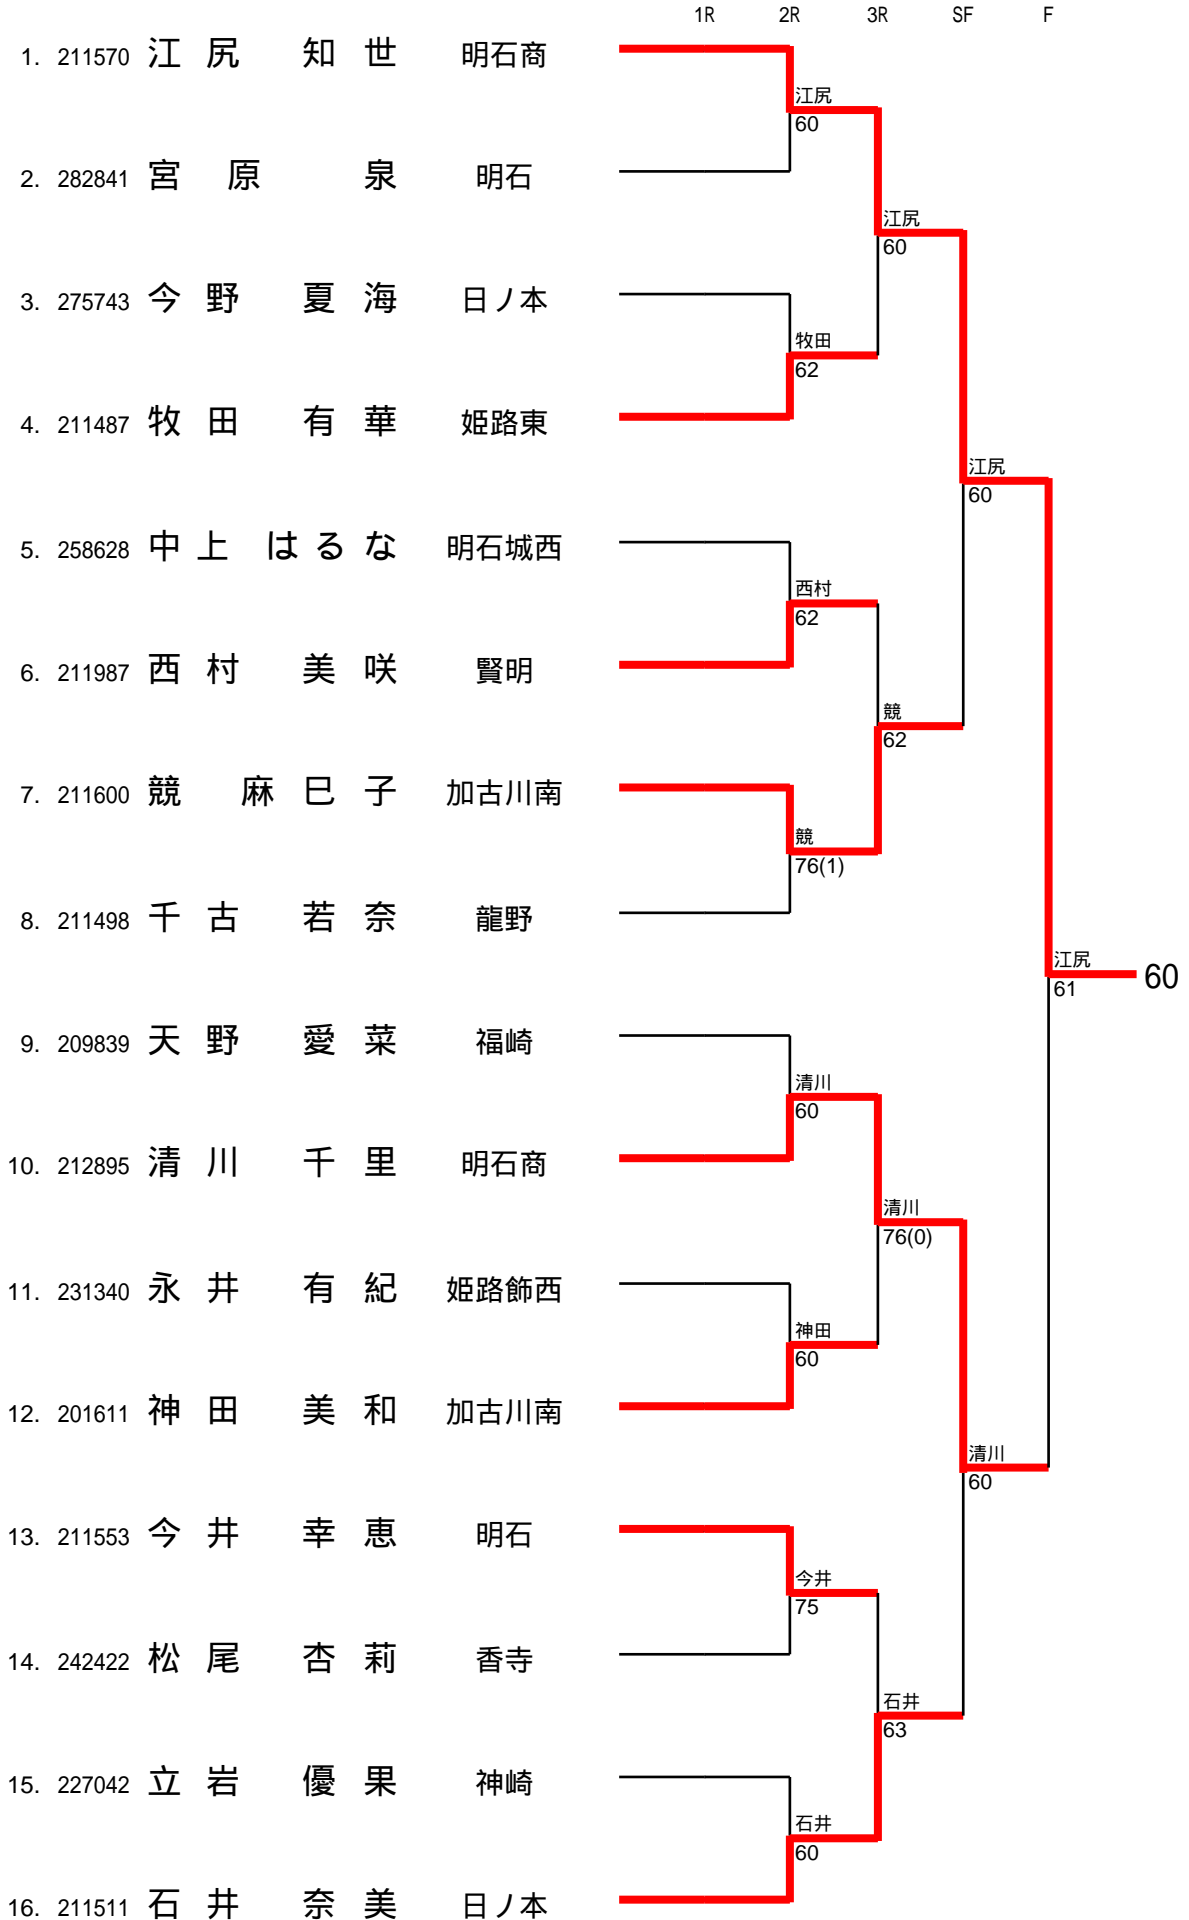 1R 2R 3R SF F
1. 211570 江尻 知世 明石商
江尻
60
2. 282841 宮原 泉 明石
江尻
60
3. 275743 今野 夏海 日ノ本
牧田
62
4. 211487 牧田 有華 姫路東
江尻
60
5. 258628 中上 はるな 明石城西
西村
62
6. 211987 西村 美咲 賢明
競
62
7. 211600 競 麻巳子 加古川南
競
76(1)
8. 211498 千古 若奈 龍野
江尻
61
60
9. 209839 天野 愛菜 福崎
清川
60
10. 212895 清川 千里 明石商
清川
76(0)
11. 231340 永井 有紀 姫路飾西
神田
60
12. 201611 神田 美和 加古川南
清川
60
13. 211553 今井 幸恵 明石
今井
75
14. 242422 松尾 杏莉 香寺
石井
63
15. 227042 立岩 優果 神崎
石井
60
16. 211511 石井 奈美 日ノ本